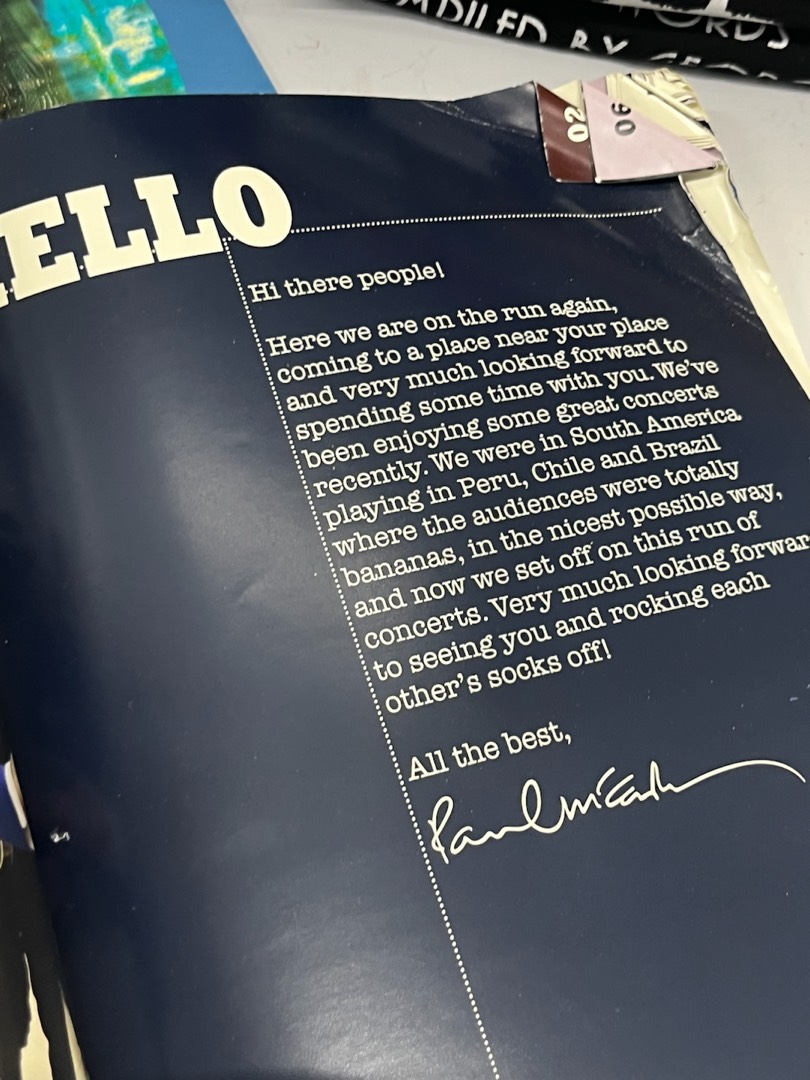 ELLO
02
06
Hi there people!
Here we are on the run again,
coming to a place near your place
and very much looking forward to
spending some time with you. We've
been enjoying some great concerts
recently. We were in South America
playing in Peru, Chile and Brazil
where the audiences were totally
bananas, in the nicest possible way,
and now we set off on this run of
concerts. Very much looking forwar
to seeing you and rocking each
other's socks off!
All the best,
Paul McCartney
BY